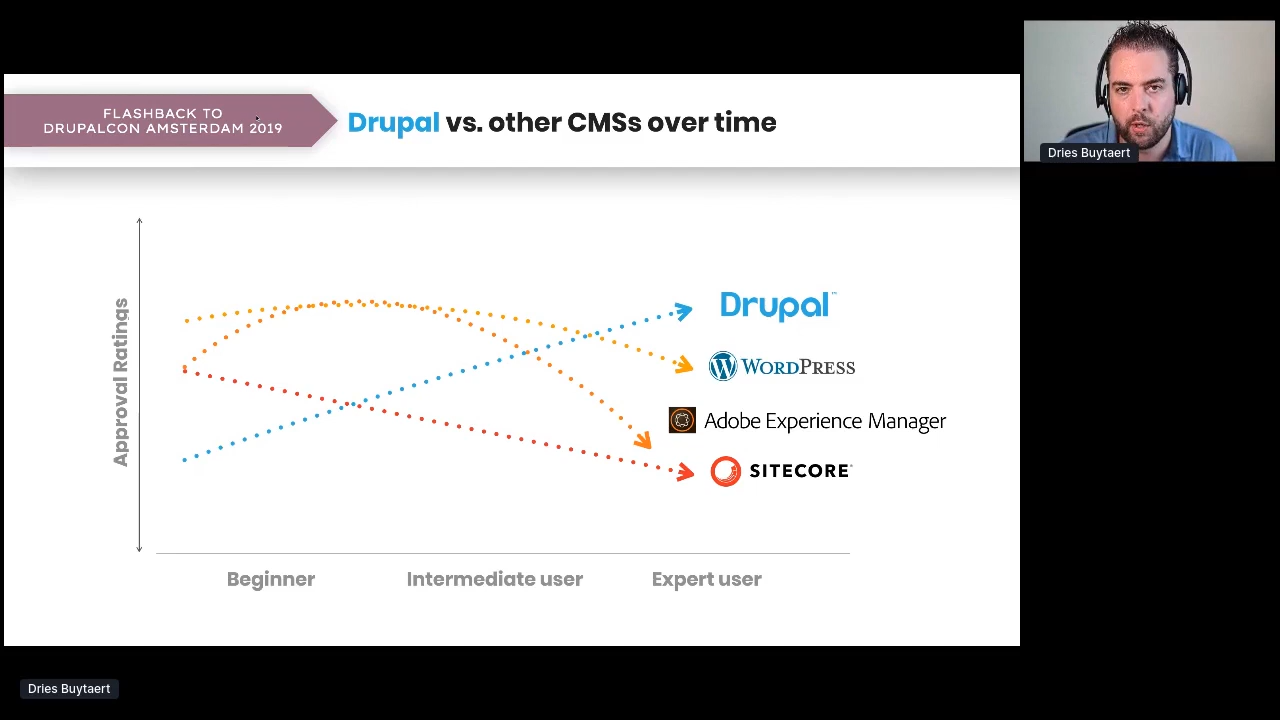 FLASHBACK TO
DRUPALCON AMSTERDAM 2019
Drupal vs. other CMSs over time
Dries Buytaert
Approval Ratings
Drupal™
WORDPRESS
Adobe Experience Manager
SITECORE
Beginner
Intermediate user
Expert user
Dries Buytaert